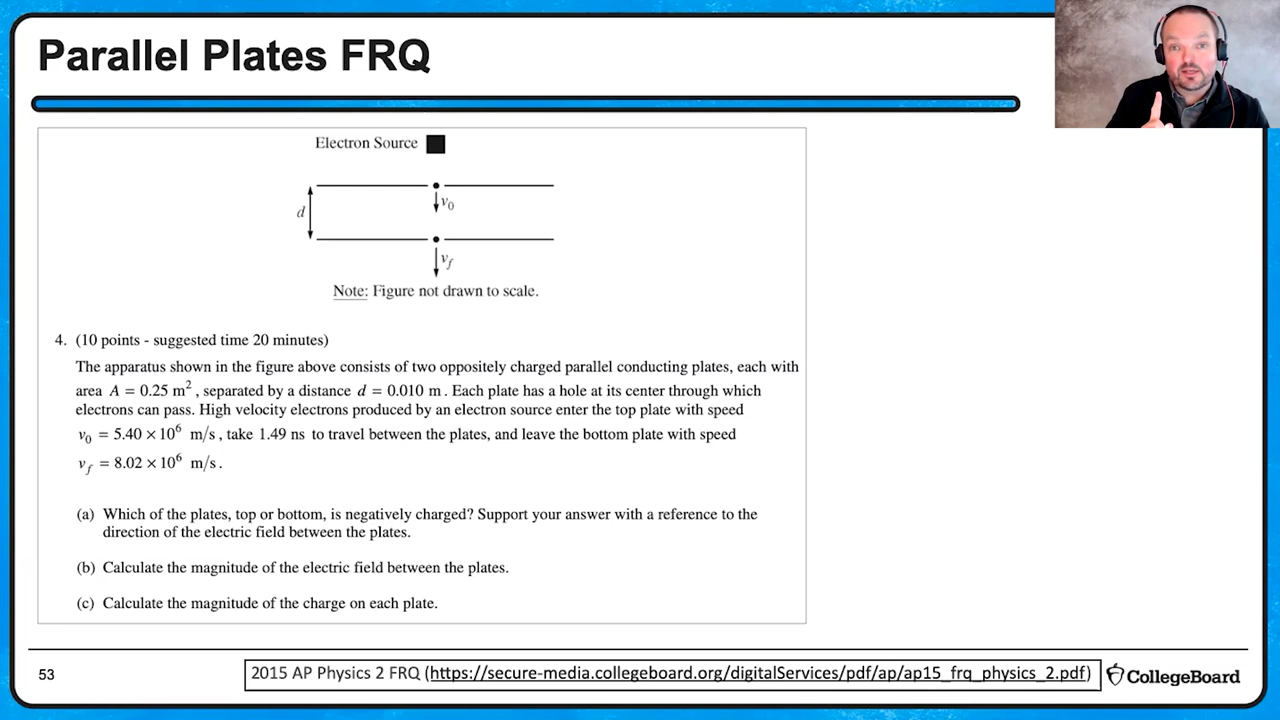 Parallel Plates FRQ
Electron Source
d
v₀
v_f
Note: Figure not drawn to scale.
4. (10 points - suggested time 20 minutes)
The apparatus shown in the figure above consists of two oppositely charged parallel conducting plates, each with
area A = 0.25 m², separated by a distance d = 0.010 m. Each plate has a hole at its center through which
electrons can pass. High velocity electrons produced by an electron source enter the top plate with speed
v₀ = 5.40 × 10⁶ m/s, take 1.49 ns to travel between the plates, and leave the bottom plate with speed
v_f = 8.02 × 10⁶ m/s.
(a) Which of the plates, top or bottom, is negatively charged? Support your answer with a reference to the
direction of the electric field between the plates.
(b) Calculate the magnitude of the electric field between the plates.
(c) Calculate the magnitude of the charge on each plate.
53
2015 AP Physics 2 FRQ (https://secure-media.collegeboard.org/digitalServices/pdf/ap/ap15_frq_physics_2.pdf)
CollegeBoard